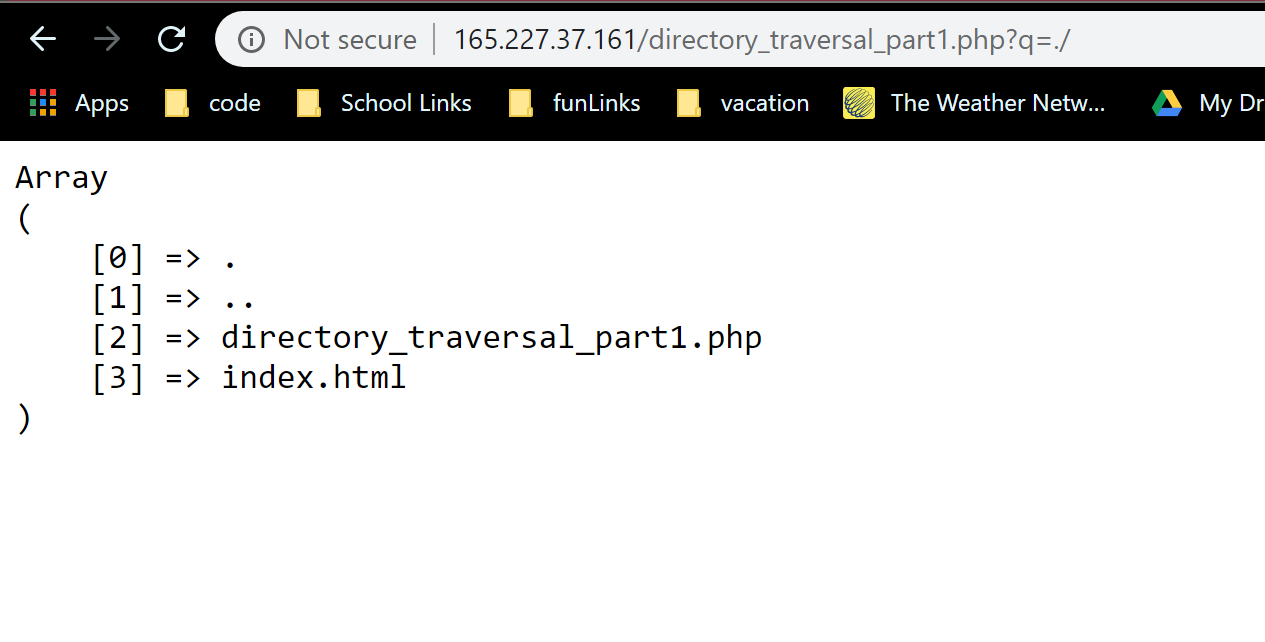 Not secure 165.227.37.161/directory_traversal_part1.php?q=./
Apps code School Links funLinks vacation The Weather Netw... My Dr
Array
(
[0] => .
[1] => ..
[2] => directory_traversal_part1.php
[3] => index.html
)